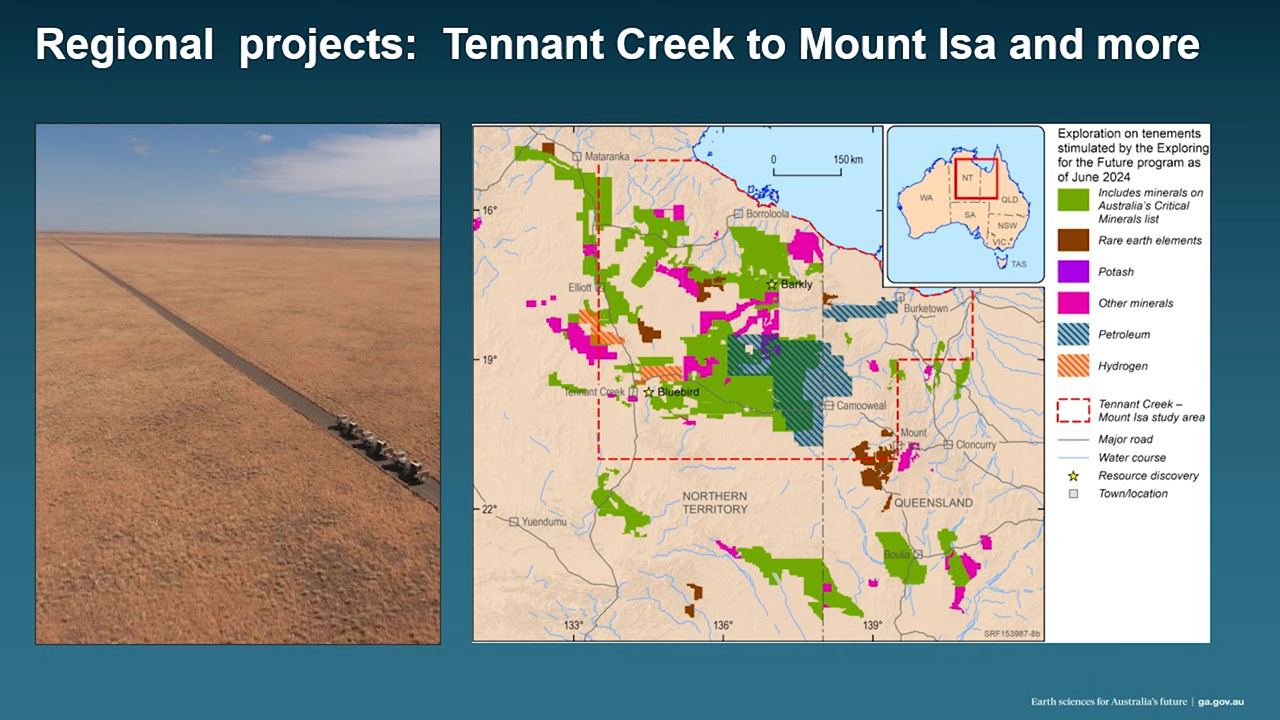 Regional projects: Tennant Creek to Mount Isa and more
Mataranka
0 150 km
16°
Borroloola
Elliott
Barkly
Burketown
19°
Tennant Creek
Bluebird
Camooweal
Mount
Cloncurry
NORTHERN
TERRITORY
QUEENSLAND
22°
Yuendumu
Boulia
133°
136°
139°
SRF153987-8b
NT
WA
QLD
SA
NSW
VIC
TAS
Exploration on tenements
stimulated by the Exploring
for the Future program as
of June 2024
Includes minerals on
Australia's Critical
Minerals list
Rare earth elements
Potash
Other minerals
Petroleum
Hydrogen
Tennant Creek –
Mount Isa study area
Major road
Water course
Resource discovery
Town/location
Earth sciences for Australia's future | ga.gov.au